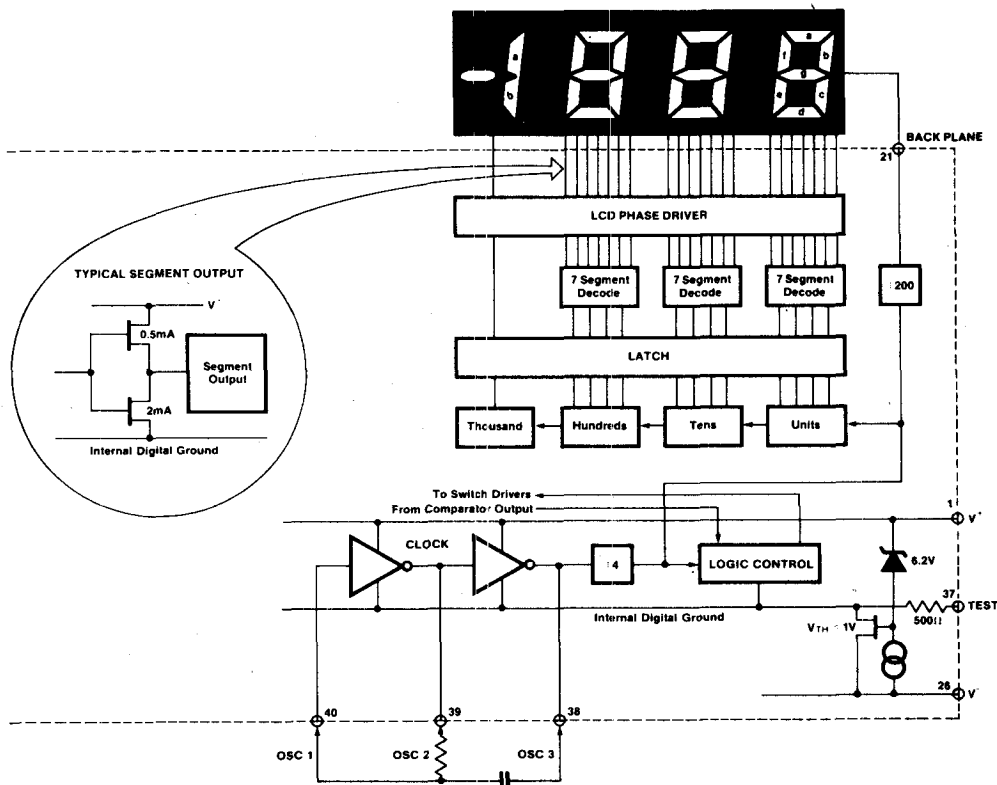 a
b
a
f
b
g
e
c
d
BACK PLANE
21
LCD PHASE DRIVER
TYPICAL SEGMENT OUTPUT
V
0.5mA
Segment
Output
2mA
Internal Digital Ground
7 Segment
Decode
7 Segment
Decode
7 Segment
Decode
200
LATCH
Thousand
Hundreds
Tens
Units
To Switch Drivers
From Comparator Output
1
V+
CLOCK
4
LOGIC CONTROL
6.2V
37
TEST
500Ω
Internal Digital Ground
VTH 1V
26
V-
40
39
38
OSC 1
OSC 2
OSC 3